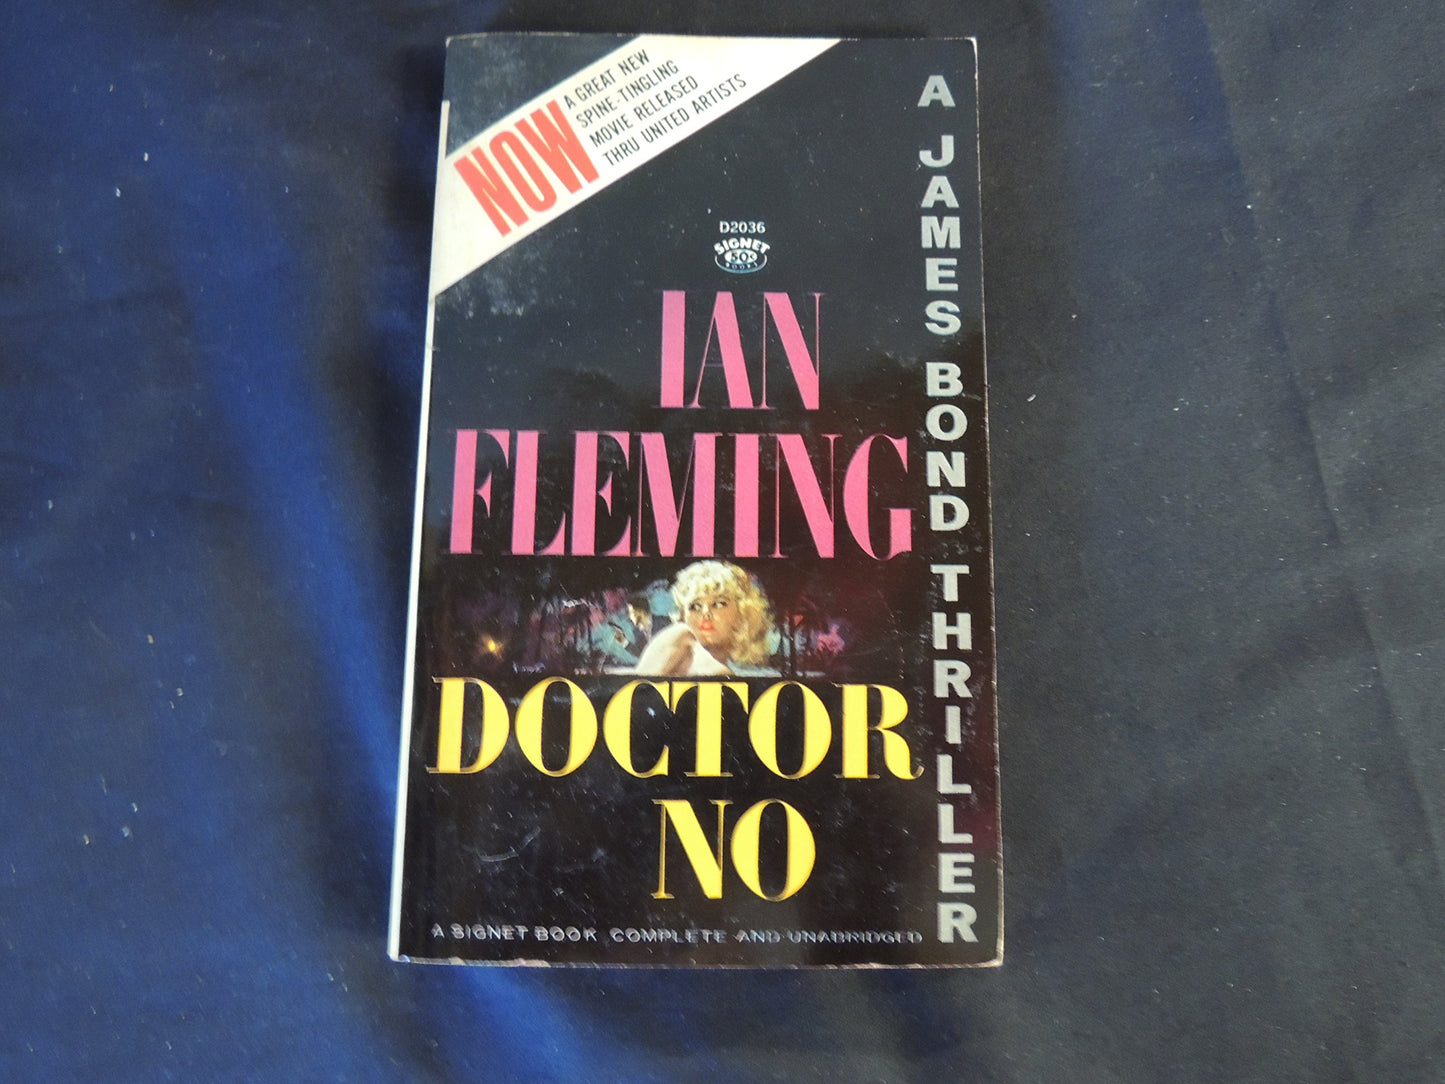 NOW
A GREAT NEW
SPINE-TINGLING
MOVIE RELEASED
THRU UNITED ARTISTS
D2036
SIGNET
50¢
BOOKS
IAN
FLEMING
DOCTOR
NO
A SIGNET BOOK COMPLETE AND UNABRIDGED
A JAMES BOND THRILLER